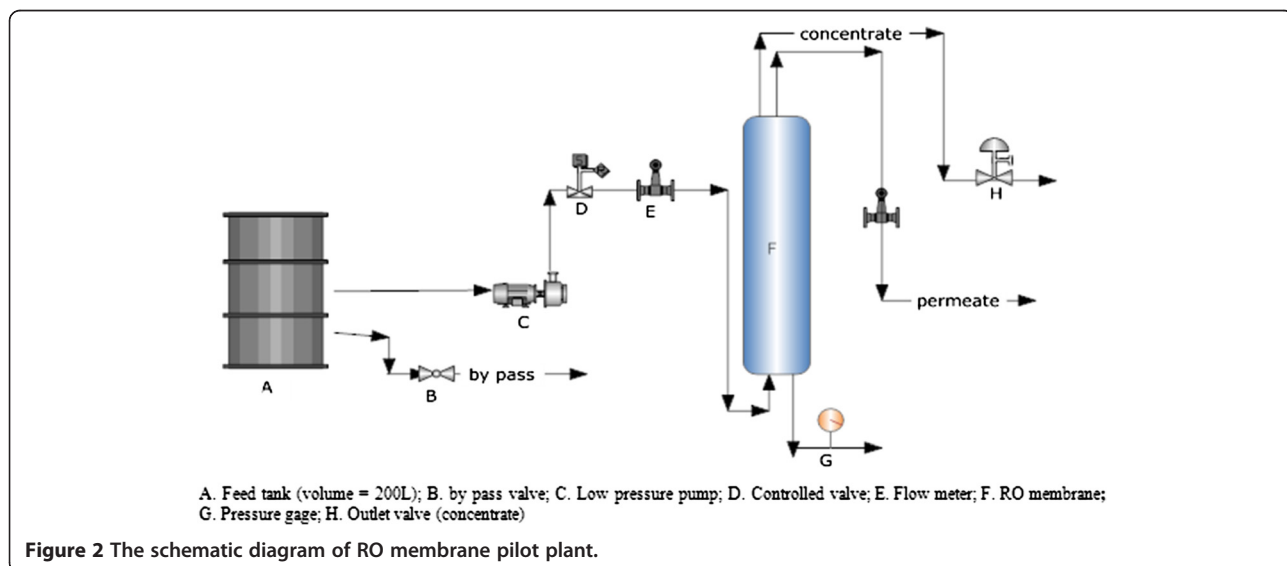 concentrate
S
D
E
H
F
permeate
C
A
B
by pass
G
A. Feed tank (volume = 200L); B. by pass valve; C. Low pressure pump; D. Controlled valve; E. Flow meter; F. RO membrane;
G. Pressure gage; H. Outlet valve (concentrate)
Figure 2 The schematic diagram of RO membrane pilot plant.